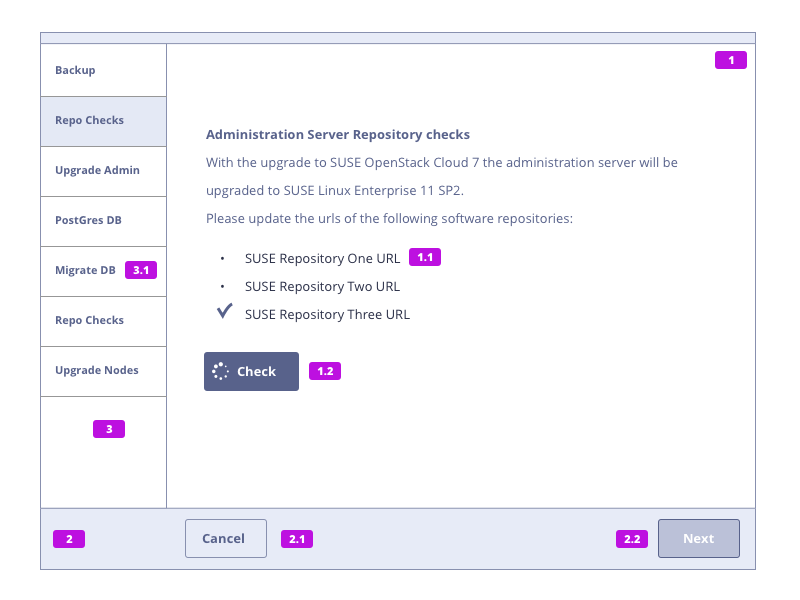 Backup
Repo Checks
Upgrade Admin
PostGres DB
Migrate DB 3.1
Repo Checks
Upgrade Nodes
3
1
Administration Server Repository checks
With the upgrade to SUSE OpenStack Cloud 7 the administration server will be
upgraded to SUSE Linux Enterprise 11 SP2.
Please update the urls of the following software repositories:
• SUSE Repository One URL 1.1
• SUSE Repository Two URL
✓ SUSE Repository Three URL
Check 1.2
2 Cancel 2.1 2.2 Next